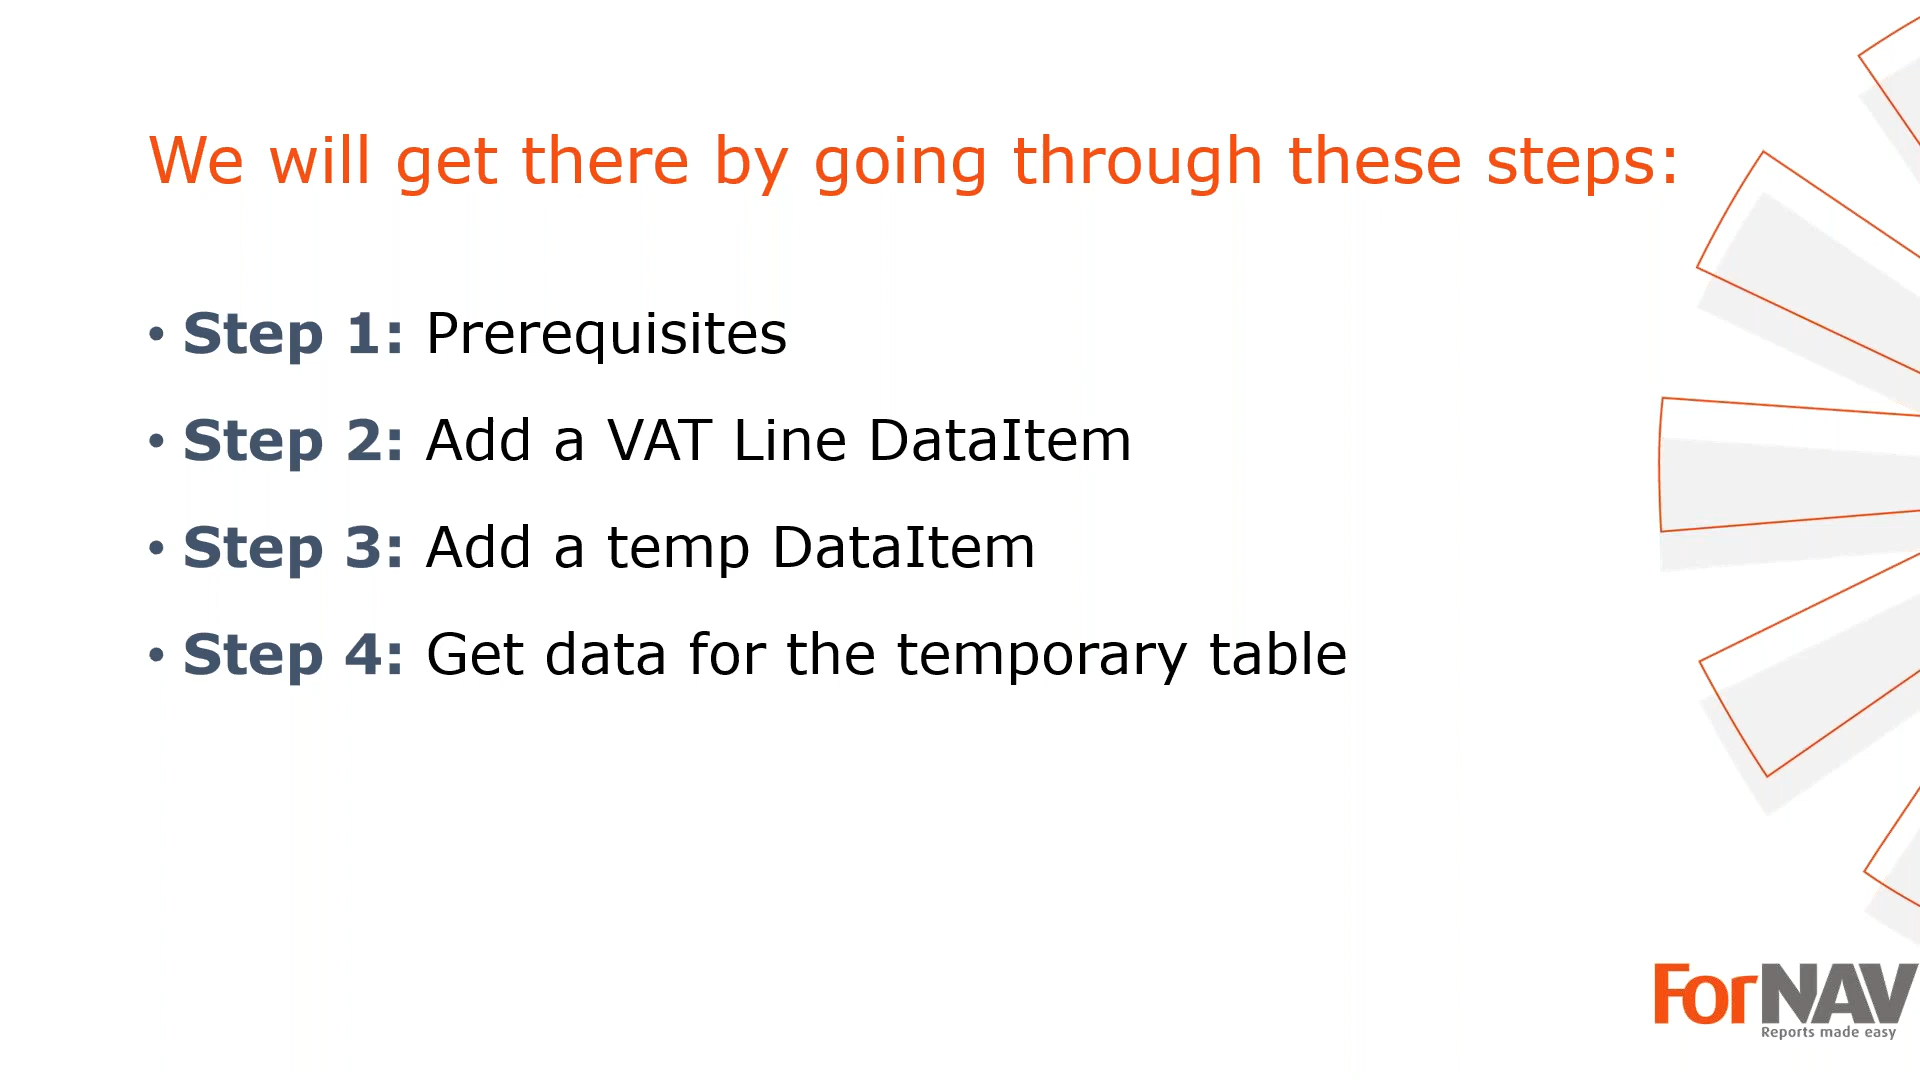 We will get there by going through these steps:
• Step 1: Prerequisites
• Step 2: Add a VAT Line DataItem
• Step 3: Add a temp DataItem
• Step 4: Get data for the temporary table
ForNAV
Reports made easy